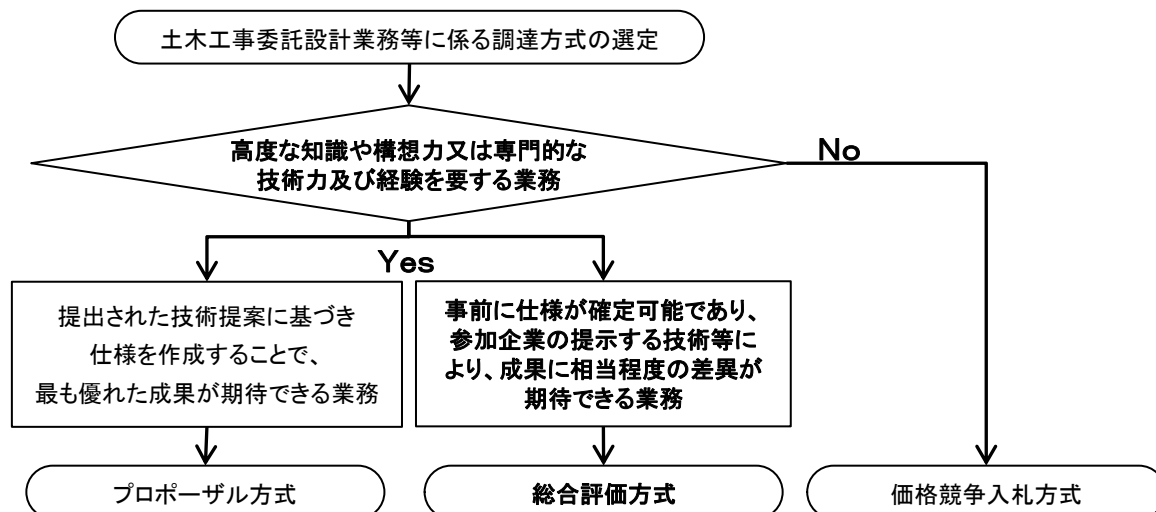 土木工事委託設計業務等に係る調達方式の選定
高度な知識や構想力又は専門的な
技術力及び経験を要する業務
No
Yes
提出された技術提案に基づき
仕様を作成することで、
最も優れた成果が期待できる業務
事前に仕様が確定可能であり、
参加企業の提示する技術等に
より、成果に相当程度の差異が
期待できる業務
プロポーザル方式
総合評価方式
価格競争入札方式